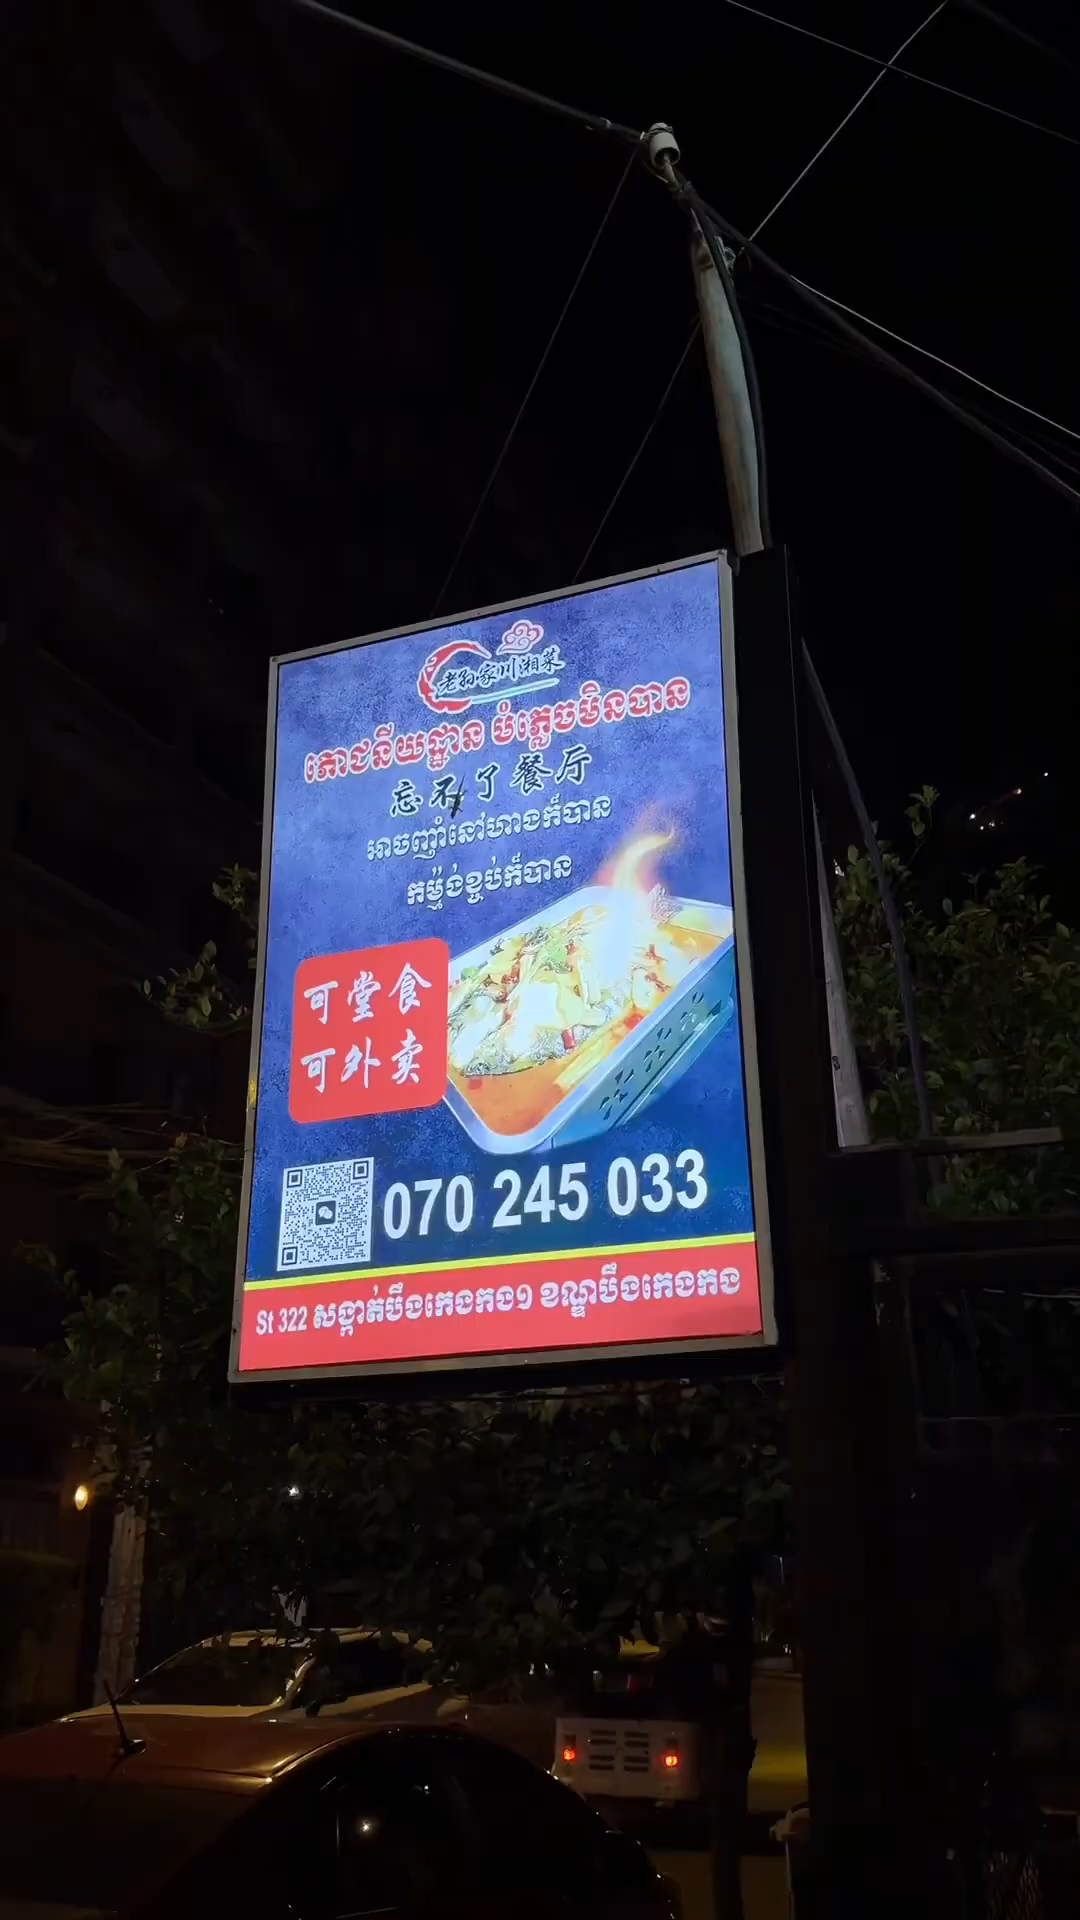 老孙家川湘菜
ភោជនីយដ្ឋាន បំភ្លេចមិនបាន
忘不了餐厅
អាចញ៉ាំនៅហាងក៏បាន
កម្ម៉ង់ខ្ចប់ក៏បាន
可堂食
可外卖
070 245 033
St 322 សង្កាត់បឹងកេងកង១ ខណ្ឌបឹងកេងកង